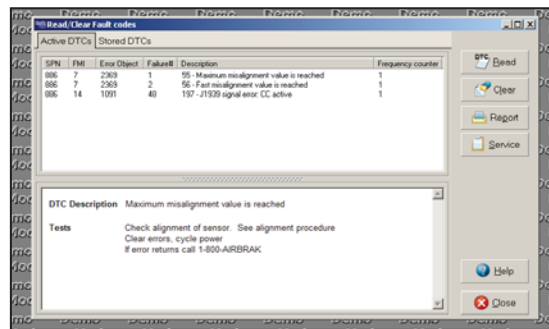 Read/Clear Fault codes
Active DTCs Stored DTCs
SPN FMI Error Object Failure# Description Frequency counter
886 7 2369 1 55 - Maximum misalignment value is reached 1
886 7 2369 2 56 - Fast misalignment value is reached 1
886 14 1091 48 197 - J1939 signal error: CC active 1
DTC Read
Clear
Report
Service
DTC Description Maximum misalignment value is reached
Tests Check alignment of sensor. See alignment procedure
Clear errors, cycle power
If error returns call 1-800-AIRBRAK
Help
Close